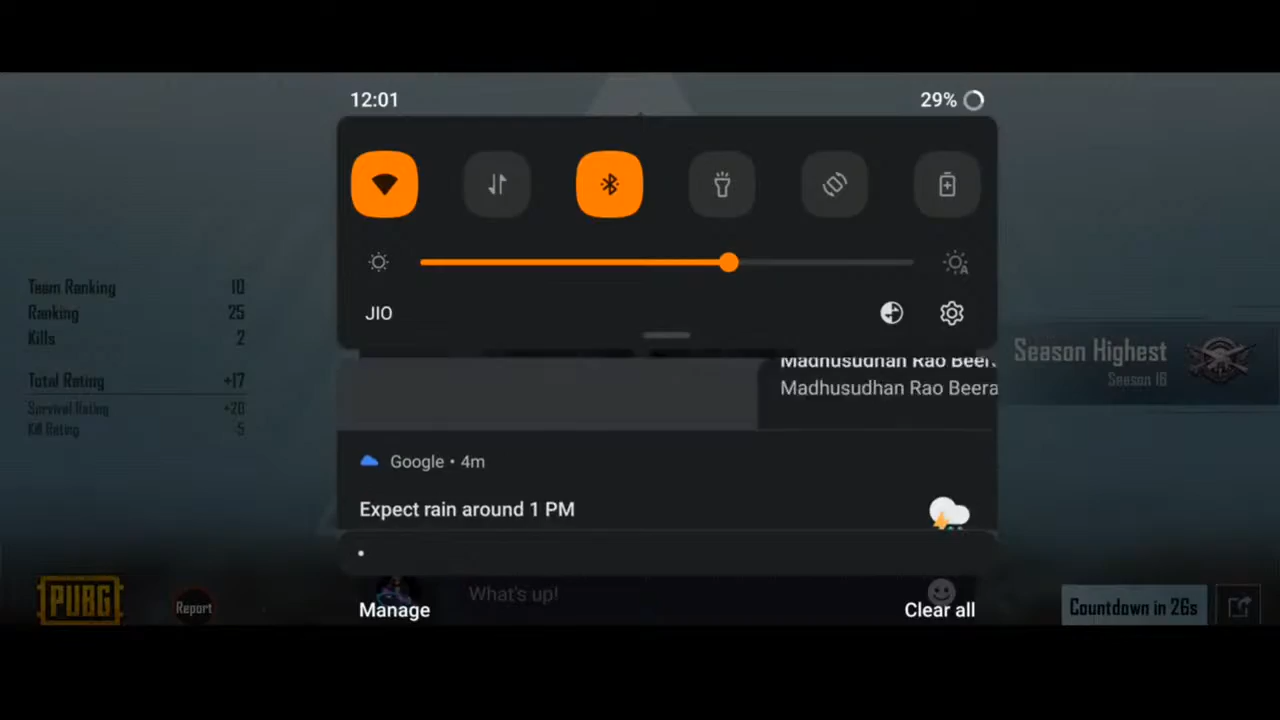 12:01
29%
JIO
Madhusudhan Rao Beer
Madhusudhan Rao Beera
Google • 4m
Expect rain around 1 PM
What's up!
Manage
Clear all
Team Ranking 10
Ranking 25
Kills 2
Total Rating +17
Survival Rating +20
Kill Rating -5
Season Highest
Season 16
PUBG
Report
Countdown in 26s